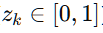 z_k ∈ [0, 1]